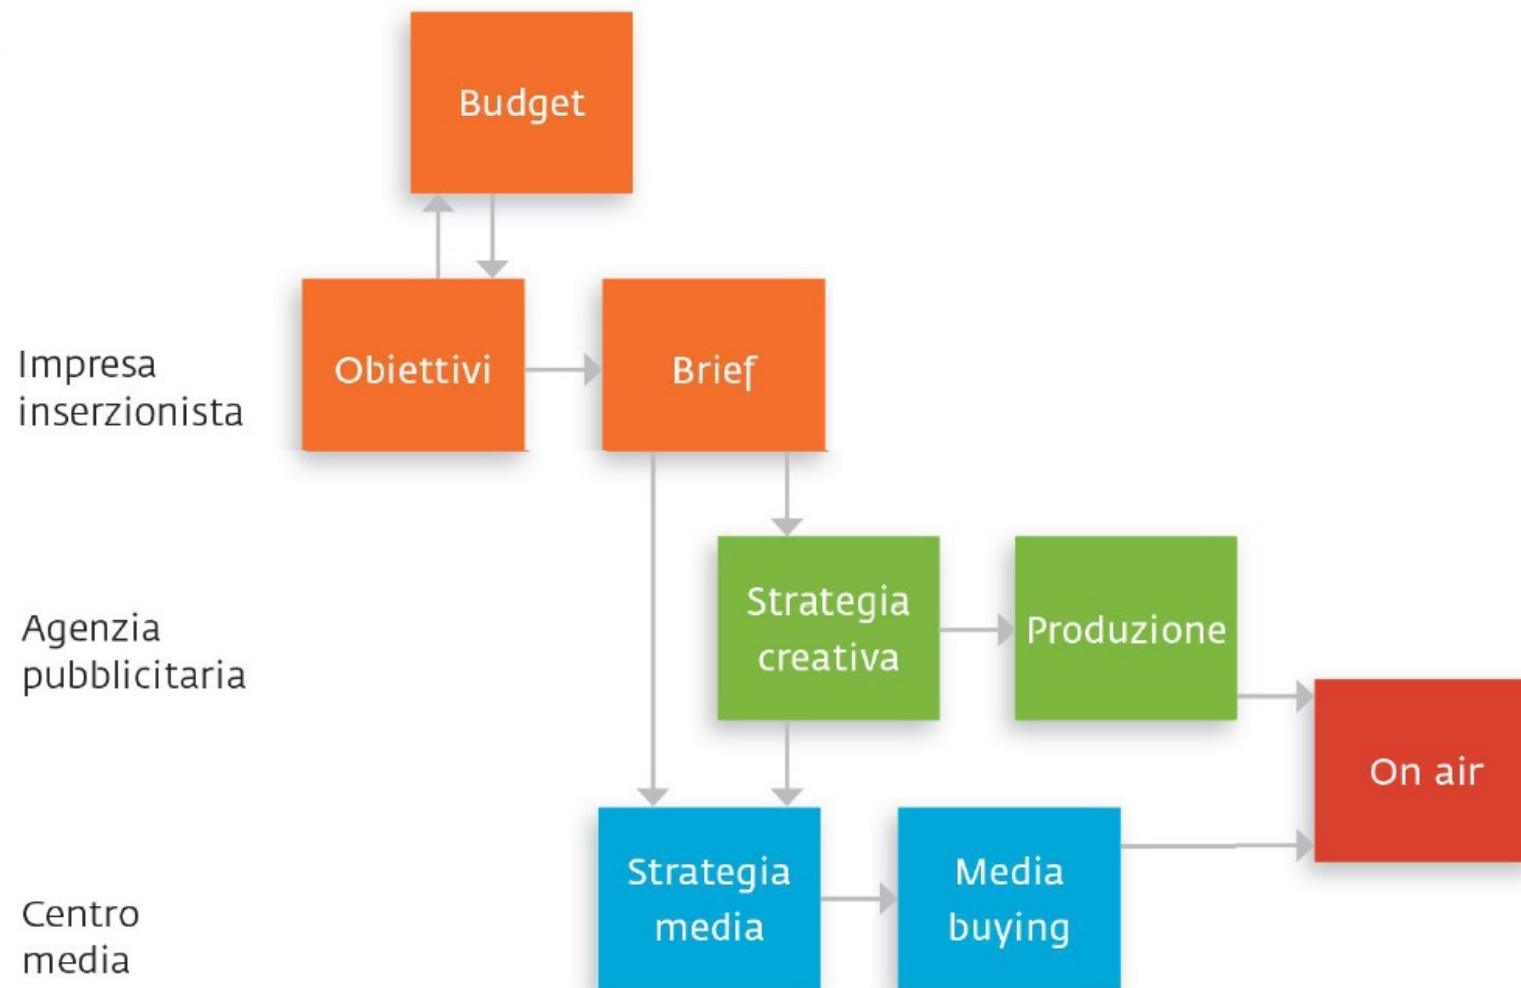 Budget
Impresa
inserzionista
Obiettivi
Brief
Agenzia
pubblicitaria
Strategia
creativa
Produzione
On air
Centro
media
Strategia
media
Media
buying